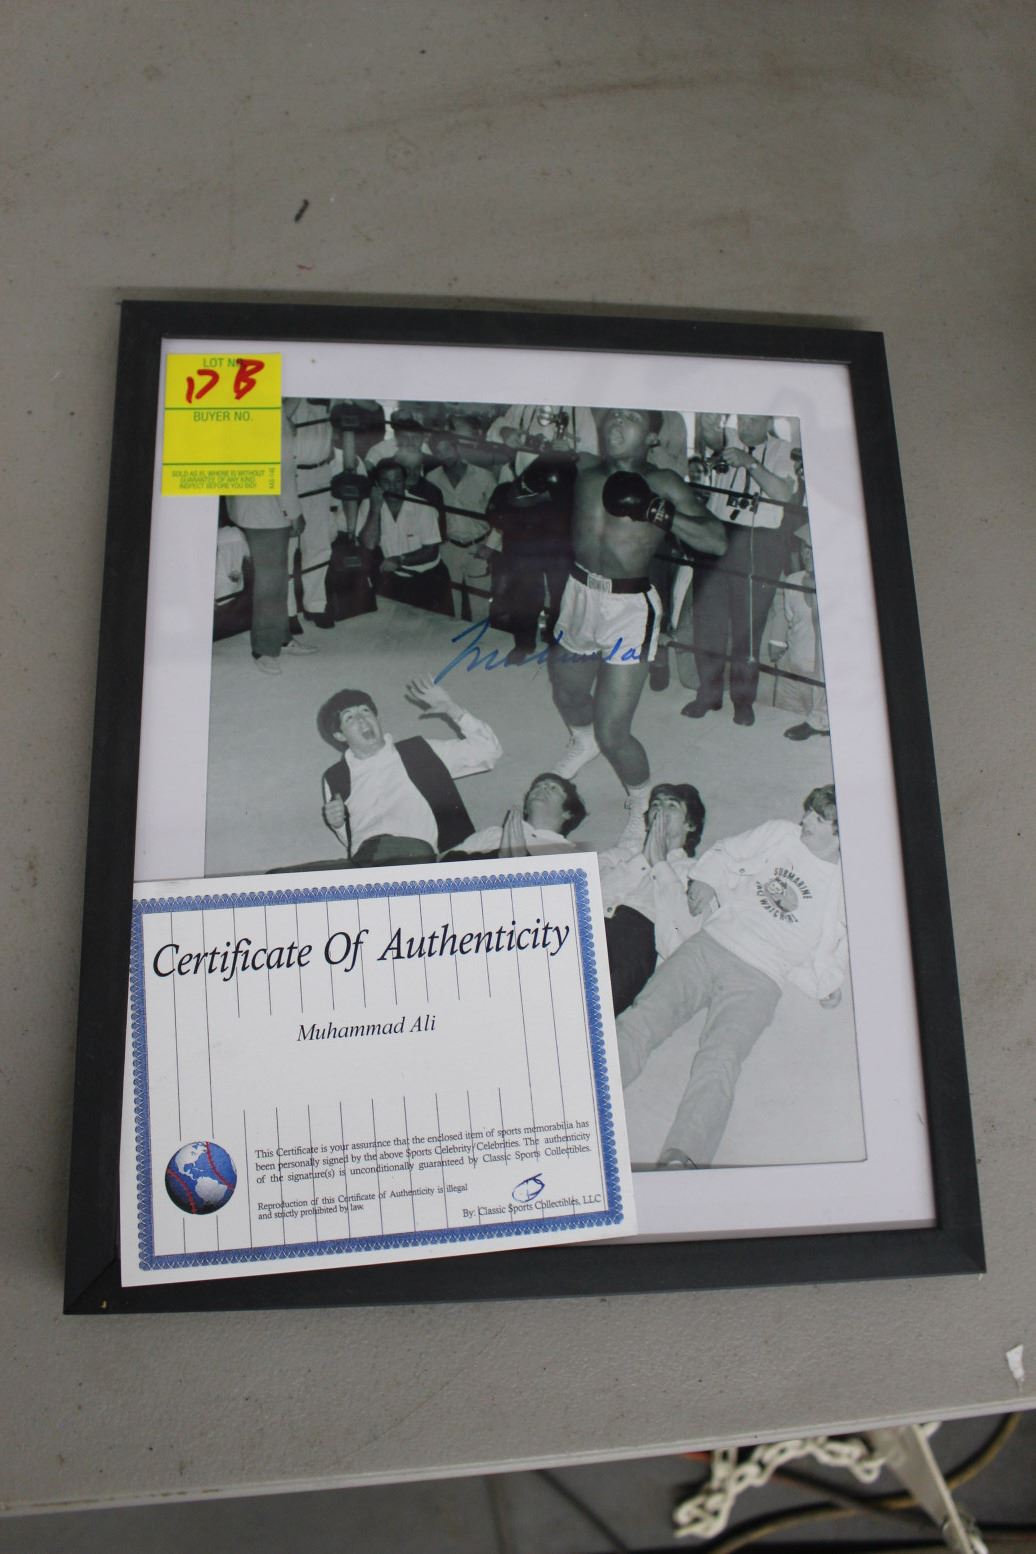 LOT NO.
17 B
BUYER NO.
SOLD AS IS, WHERE IS WITHOUT
GUARANTEE OF ANY KIND.
INSPECT BEFORE YOU BID!
Muhammad
SUBMARINE
Certificate Of Authenticity
Muhammad Ali
This Certificate is your assurance that the enclosed item of sports memorabilia has
been personally signed by the above Sports Celebrity/Celebrities. The authenticity
of the signature(s) is unconditionally guaranteed by Classic Sports Collectibles.
Reproduction of this Certificate of Authenticity is illegal
and strictly prohibited by law.
By: Classic Sports Collectibles, LLC